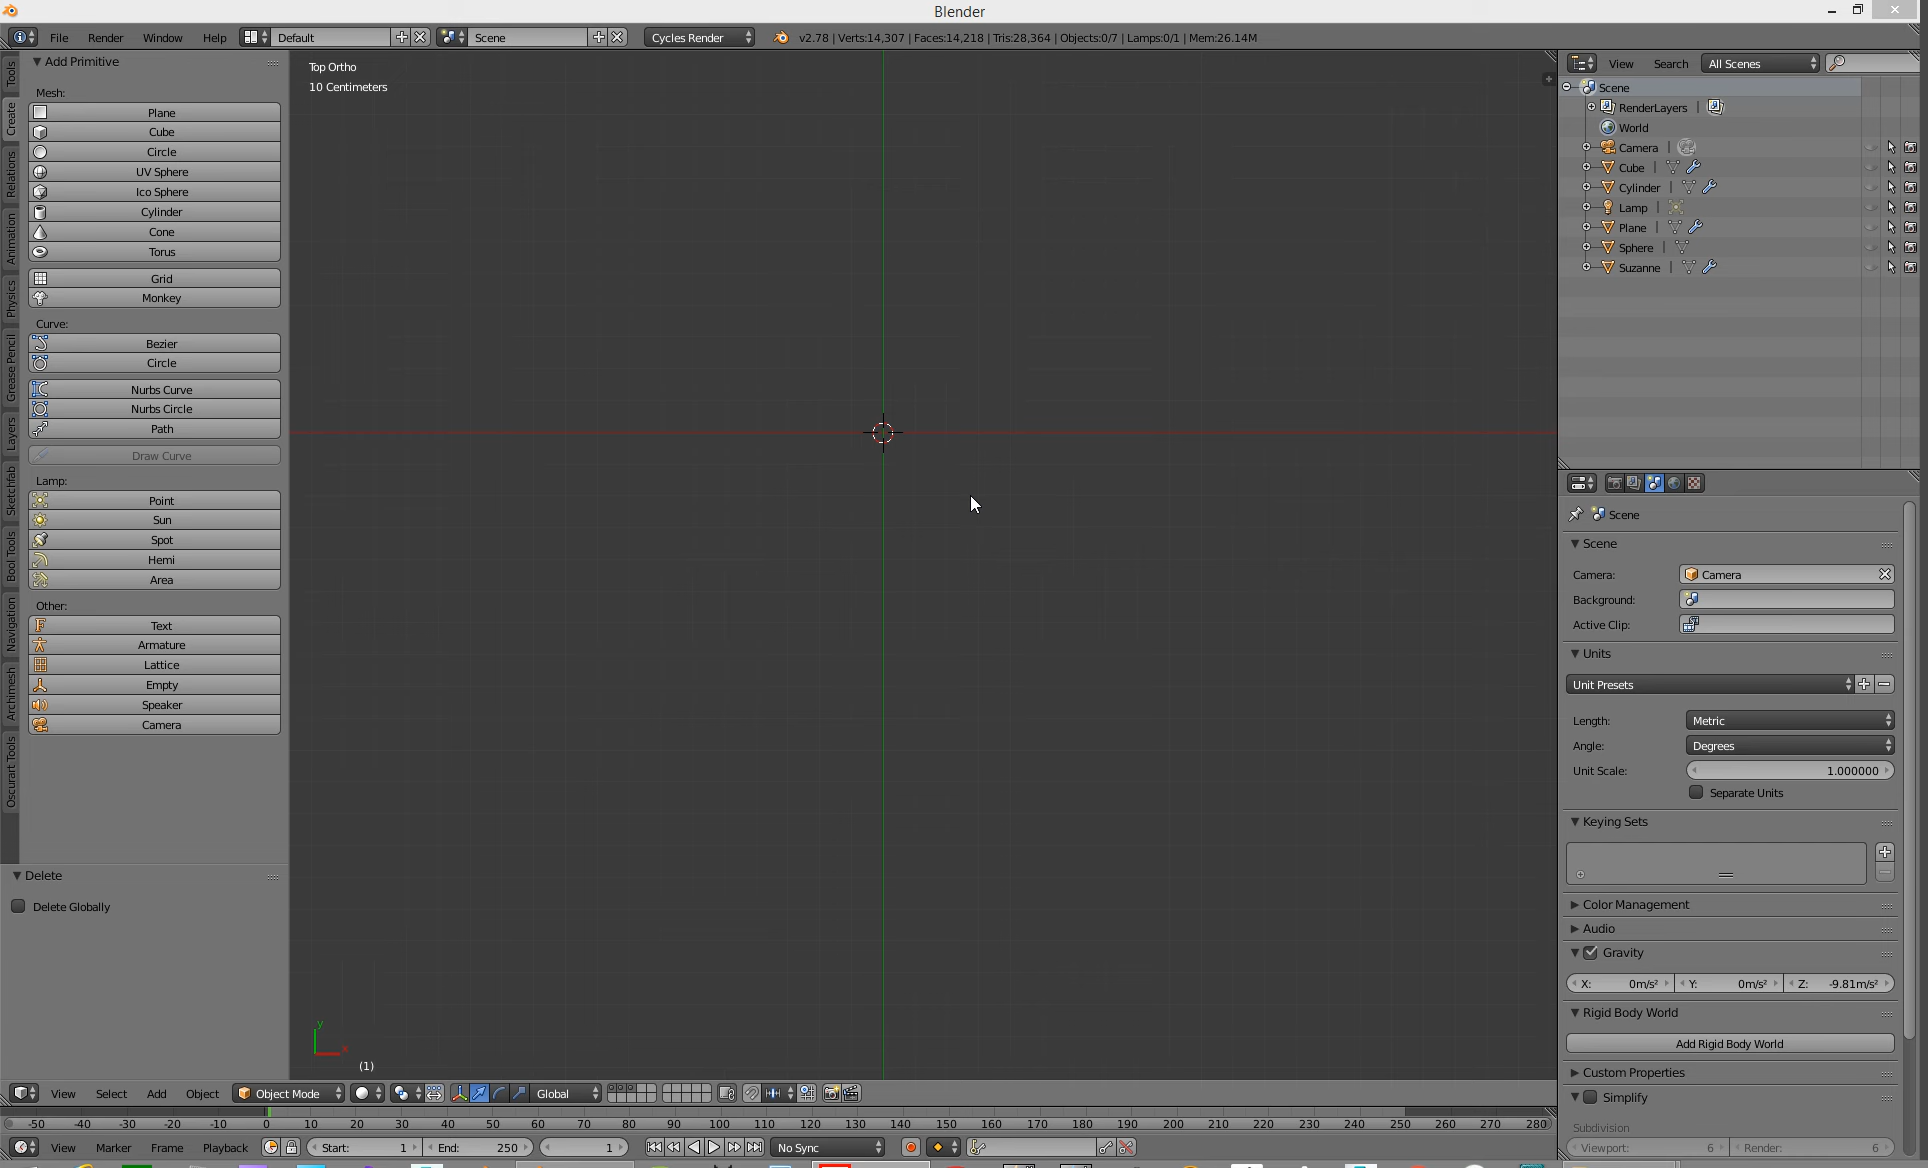 Blender
File Render Window Help Default Scene Cycles Render v2.78 | Verts:14,307 | Faces:14,218 | Tris:28,364 | Objects:0/7 | Lamps:0/1 | Mem:26.14M
Tools
Create
Relations
Animation
Physics
Grease Pencil
Layers
Sketchfab
Bool Tools
Navigation
Archimesh
Oscurart Tools
Add Primitive
Mesh:
Plane
Cube
Circle
UV Sphere
Ico Sphere
Cylinder
Cone
Torus
Grid
Monkey
Curve:
Bezier
Circle
Nurbs Curve
Nurbs Circle
Path
Draw Curve
Lamp:
Point
Sun
Spot
Hemi
Area
Other:
Text
Armature
Lattice
Empty
Speaker
Camera
Delete
Delete Globally
Top Ortho
10 Centimeters
y
x
(1)
View Search All Scenes
Scene
RenderLayers |
World
Camera |
Cube |
Cylinder |
Lamp |
Plane |
Sphere |
Suzanne |
Scene
Scene
Camera: Camera
Background:
Active Clip:
Units
Unit Presets
Length: Metric
Angle: Degrees
Unit Scale: 1.000000
Separate Units
Keying Sets
Color Management
Audio
Gravity
X: 0m/s² Y: 0m/s² Z: -9.81m/s²
Rigid Body World
Add Rigid Body World
Custom Properties
Simplify
Subdivision
Viewport: 6 Render: 6
View Select Add Object Object Mode Global
-50 -40 -30 -20 -10 0 10 20 30 40 50 60 70 80 90 100 110 120 130 140 150 160 170 180 190 200 210 220 230 240 250 260 270 280
View Marker Frame Playback Start: 1 End: 250 1 No Sync